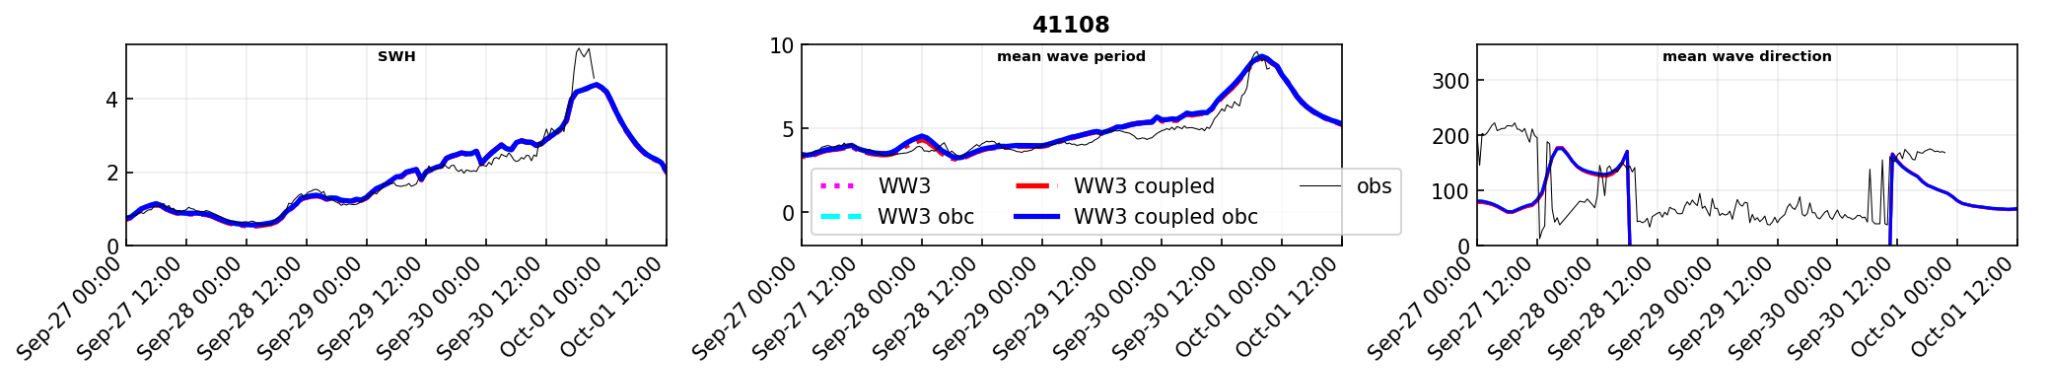 41108
SWH
mean wave period
mean wave direction
4
2
0
10
5
0
300
200
100
0
WW3
WW3 coupled
obs
WW3 obc
WW3 coupled obc
Sep-27 00:00
Sep-27 12:00
Sep-28 00:00
Sep-28 12:00
Sep-29 00:00
Sep-29 12:00
Sep-30 00:00
Sep-30 12:00
Oct-01 00:00
Oct-01 12:00
Sep-27 00:00
Sep-27 12:00
Sep-28 00:00
Sep-28 12:00
Sep-29 00:00
Sep-29 12:00
Sep-30 00:00
Sep-30 12:00
Oct-01 00:00
Oct-01 12:00
Sep-27 00:00
Sep-27 12:00
Sep-28 00:00
Sep-28 12:00
Sep-29 00:00
Sep-29 12:00
Sep-30 00:00
Sep-30 12:00
Oct-01 00:00
Oct-01 12:00